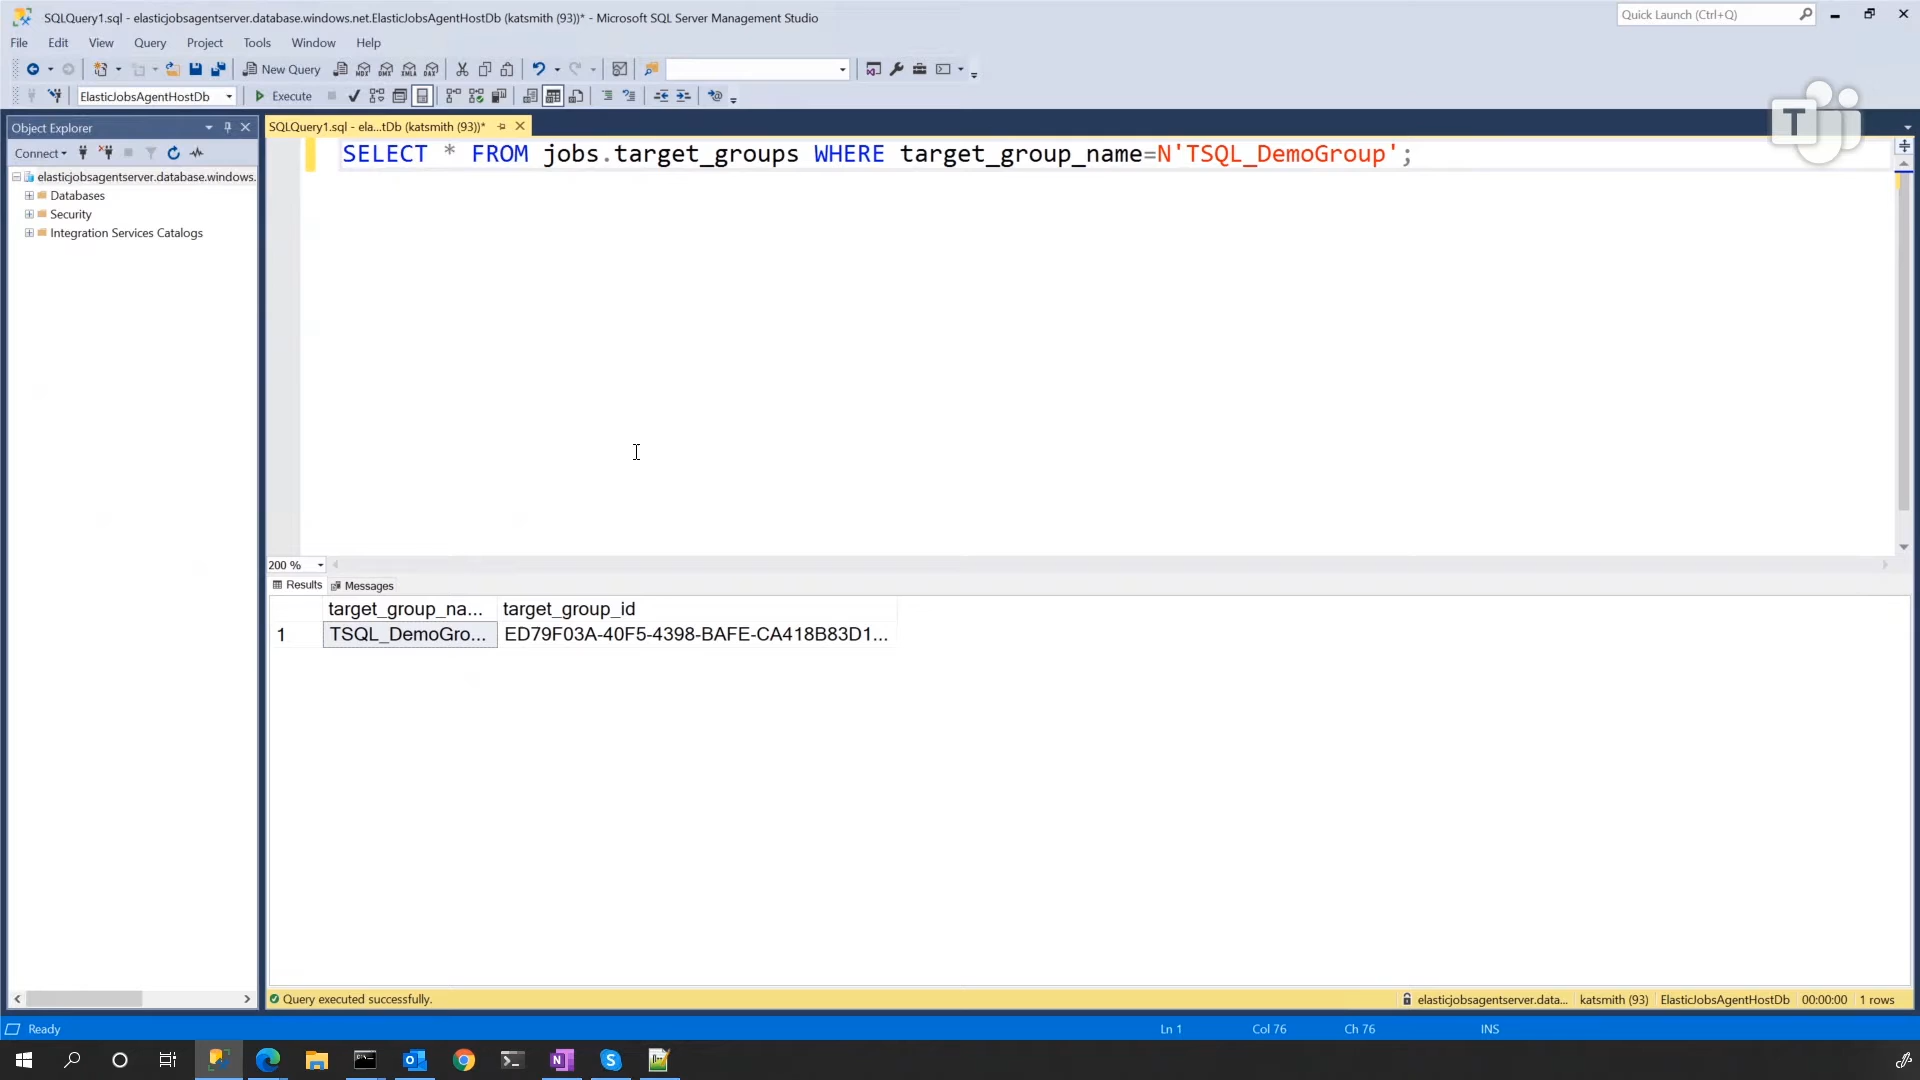 SQLQuery1.sql - elasticjobsagentserver.database.windows.net.ElasticJobsAgentHostDb (katsmith (93))* - Microsoft SQL Server Management Studio
Quick Launch (Ctrl+Q)
File Edit View Query Project Tools Window Help
New Query
MDX DMX XMLA DAX
ElasticJobsAgentHostDb
Execute
T
Object Explorer
SQLQuery1.sql - ela...tDb (katsmith (93))*
Connect
SELECT * FROM jobs.target_groups WHERE target_group_name=N'TSQL_DemoGroup';
elasticjobsagentserver.database.windows.
Databases
Security
Integration Services Catalogs
200 %
Results Messages
target_group_na... target_group_id
1 TSQL_DemoGro... ED79F03A-40F5-4398-BAFE-CA418B83D1...
Query executed successfully.
elasticjobsagentserver.data... katsmith (93) ElasticJobsAgentHostDb 00:00:00 1 rows
Ready
Ln 1 Col 76 Ch 76 INS